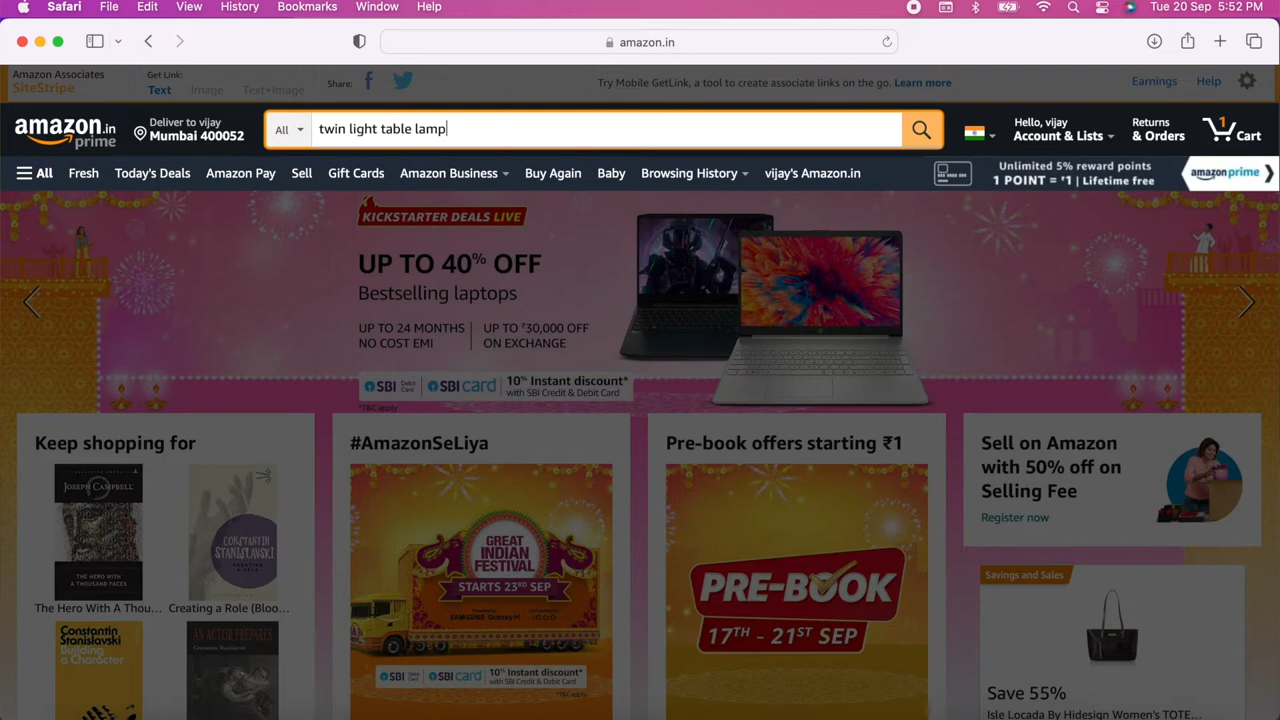 Safari File Edit View History Bookmarks Window Help Tue 20 Sep 5:52 PM
amazon.in
Amazon Associates
SiteStripe
Get Link:
Text Image Text+Image
Share:
Try Mobile GetLink, a tool to create associate links on the go. Learn more
Earnings Help
amazon.in
prime
Deliver to vijay
Mumbai 400052
All twin light table lamp
Hello, vijay
Account & Lists
Returns
& Orders
1
Cart
All Fresh Today's Deals Amazon Pay Sell Gift Cards Amazon Business Buy Again Baby Browsing History vijay's Amazon.in
Unlimited 5% reward points
1 POINT = ₹1 | Lifetime free
amazon prime
KICKSTARTER DEALS LIVE
UP TO 40% OFF
Bestselling laptops
UP TO 24 MONTHS
NO COST EMI
UP TO ₹30,000 OFF
ON EXCHANGE
SBI Debit Card SBI card 10% Instant discount*
with SBI Credit & Debit Card
*T&C apply
Keep shopping for
JOSEPH CAMPBELL
THE HERO WITH
A THOUSAND FACES
The Hero With A Thou...
CONSTANTIN
STANISLAVSKI
CREATING
A ROLE
Creating a Role (Bloo...
Constantin
Stanislavski
Building
a Character
AN ACTOR PREPARES
#AmazonSeLiya
GREAT
INDIAN
FESTIVAL
STARTS 23RD SEP
SAMSUNG Galaxy M iQOO
SBI Debit Card SBI card 10% Instant discount*
with SBI Credit & Debit Card
*T&C apply
Pre-book offers starting ₹1
PRE-BOOK
17TH - 21ST SEP
Sell on Amazon
with 50% off on
Selling Fee
Register now
Savings and Sales
Save 55%
Isle Locada By Hidesign Women's TOTE...